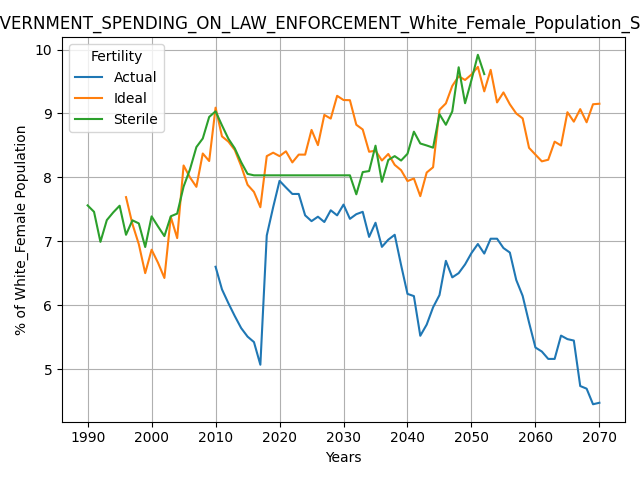 VERNMENT_SPENDING_ON_LAW_ENFORCEMENT_White_Female_Population_S
Fertility
Actual
Ideal
Sterile
% of White_Female Population
10
9
8
7
6
5
1990 2000 2010 2020 2030 2040 2050 2060 2070
Years